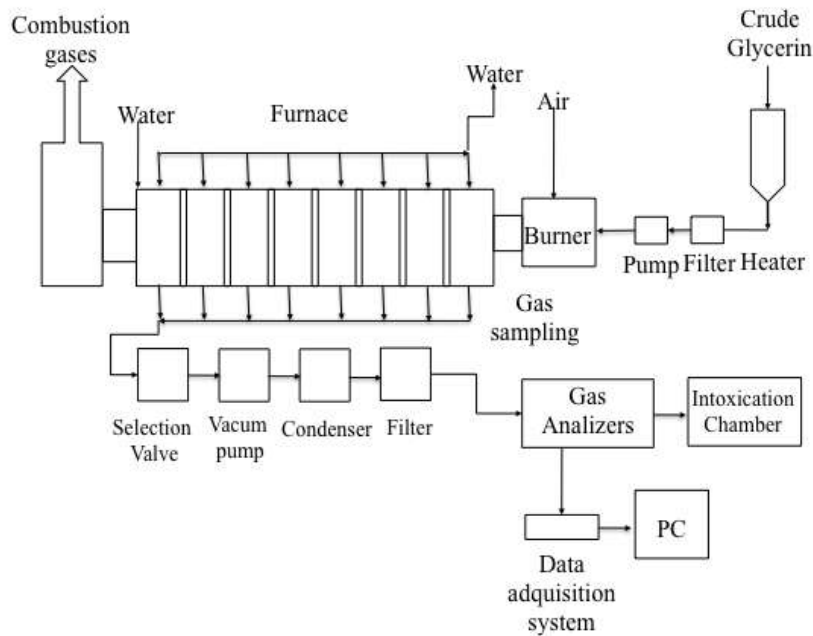 Combustion
gases
Water
Furnace
Water
Air
Crude
Glycerin
Burner
Pump
Filter
Heater
Gas
sampling
Selection
Valve
Vacum
pump
Condenser
Filter
Gas
Analizers
Intoxication
Chamber
PC
Data
adquisition
system